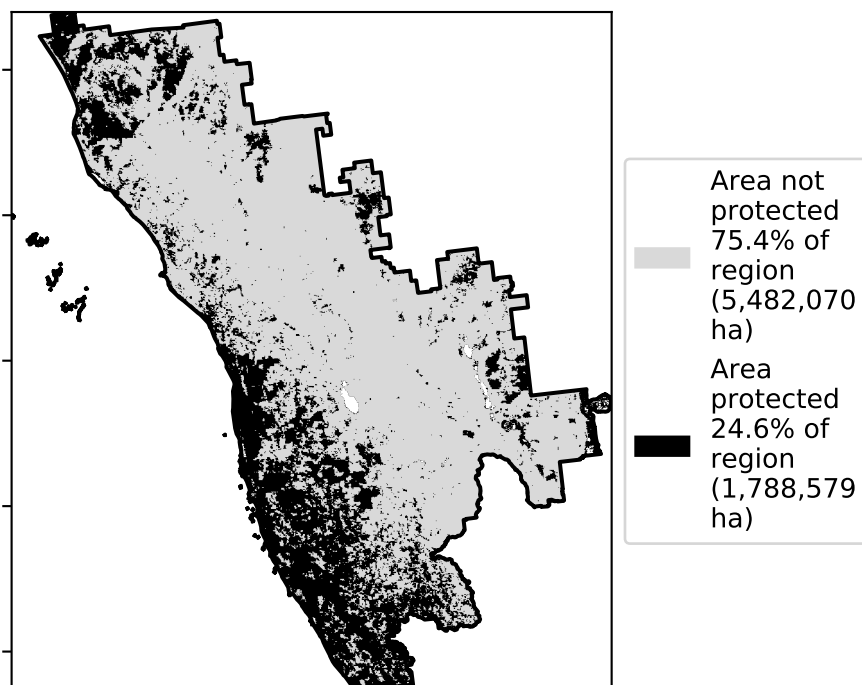 Area not
protected
75.4% of
region
(5,482,070
ha)
Area
protected
24.6% of
region
(1,788,579
ha)